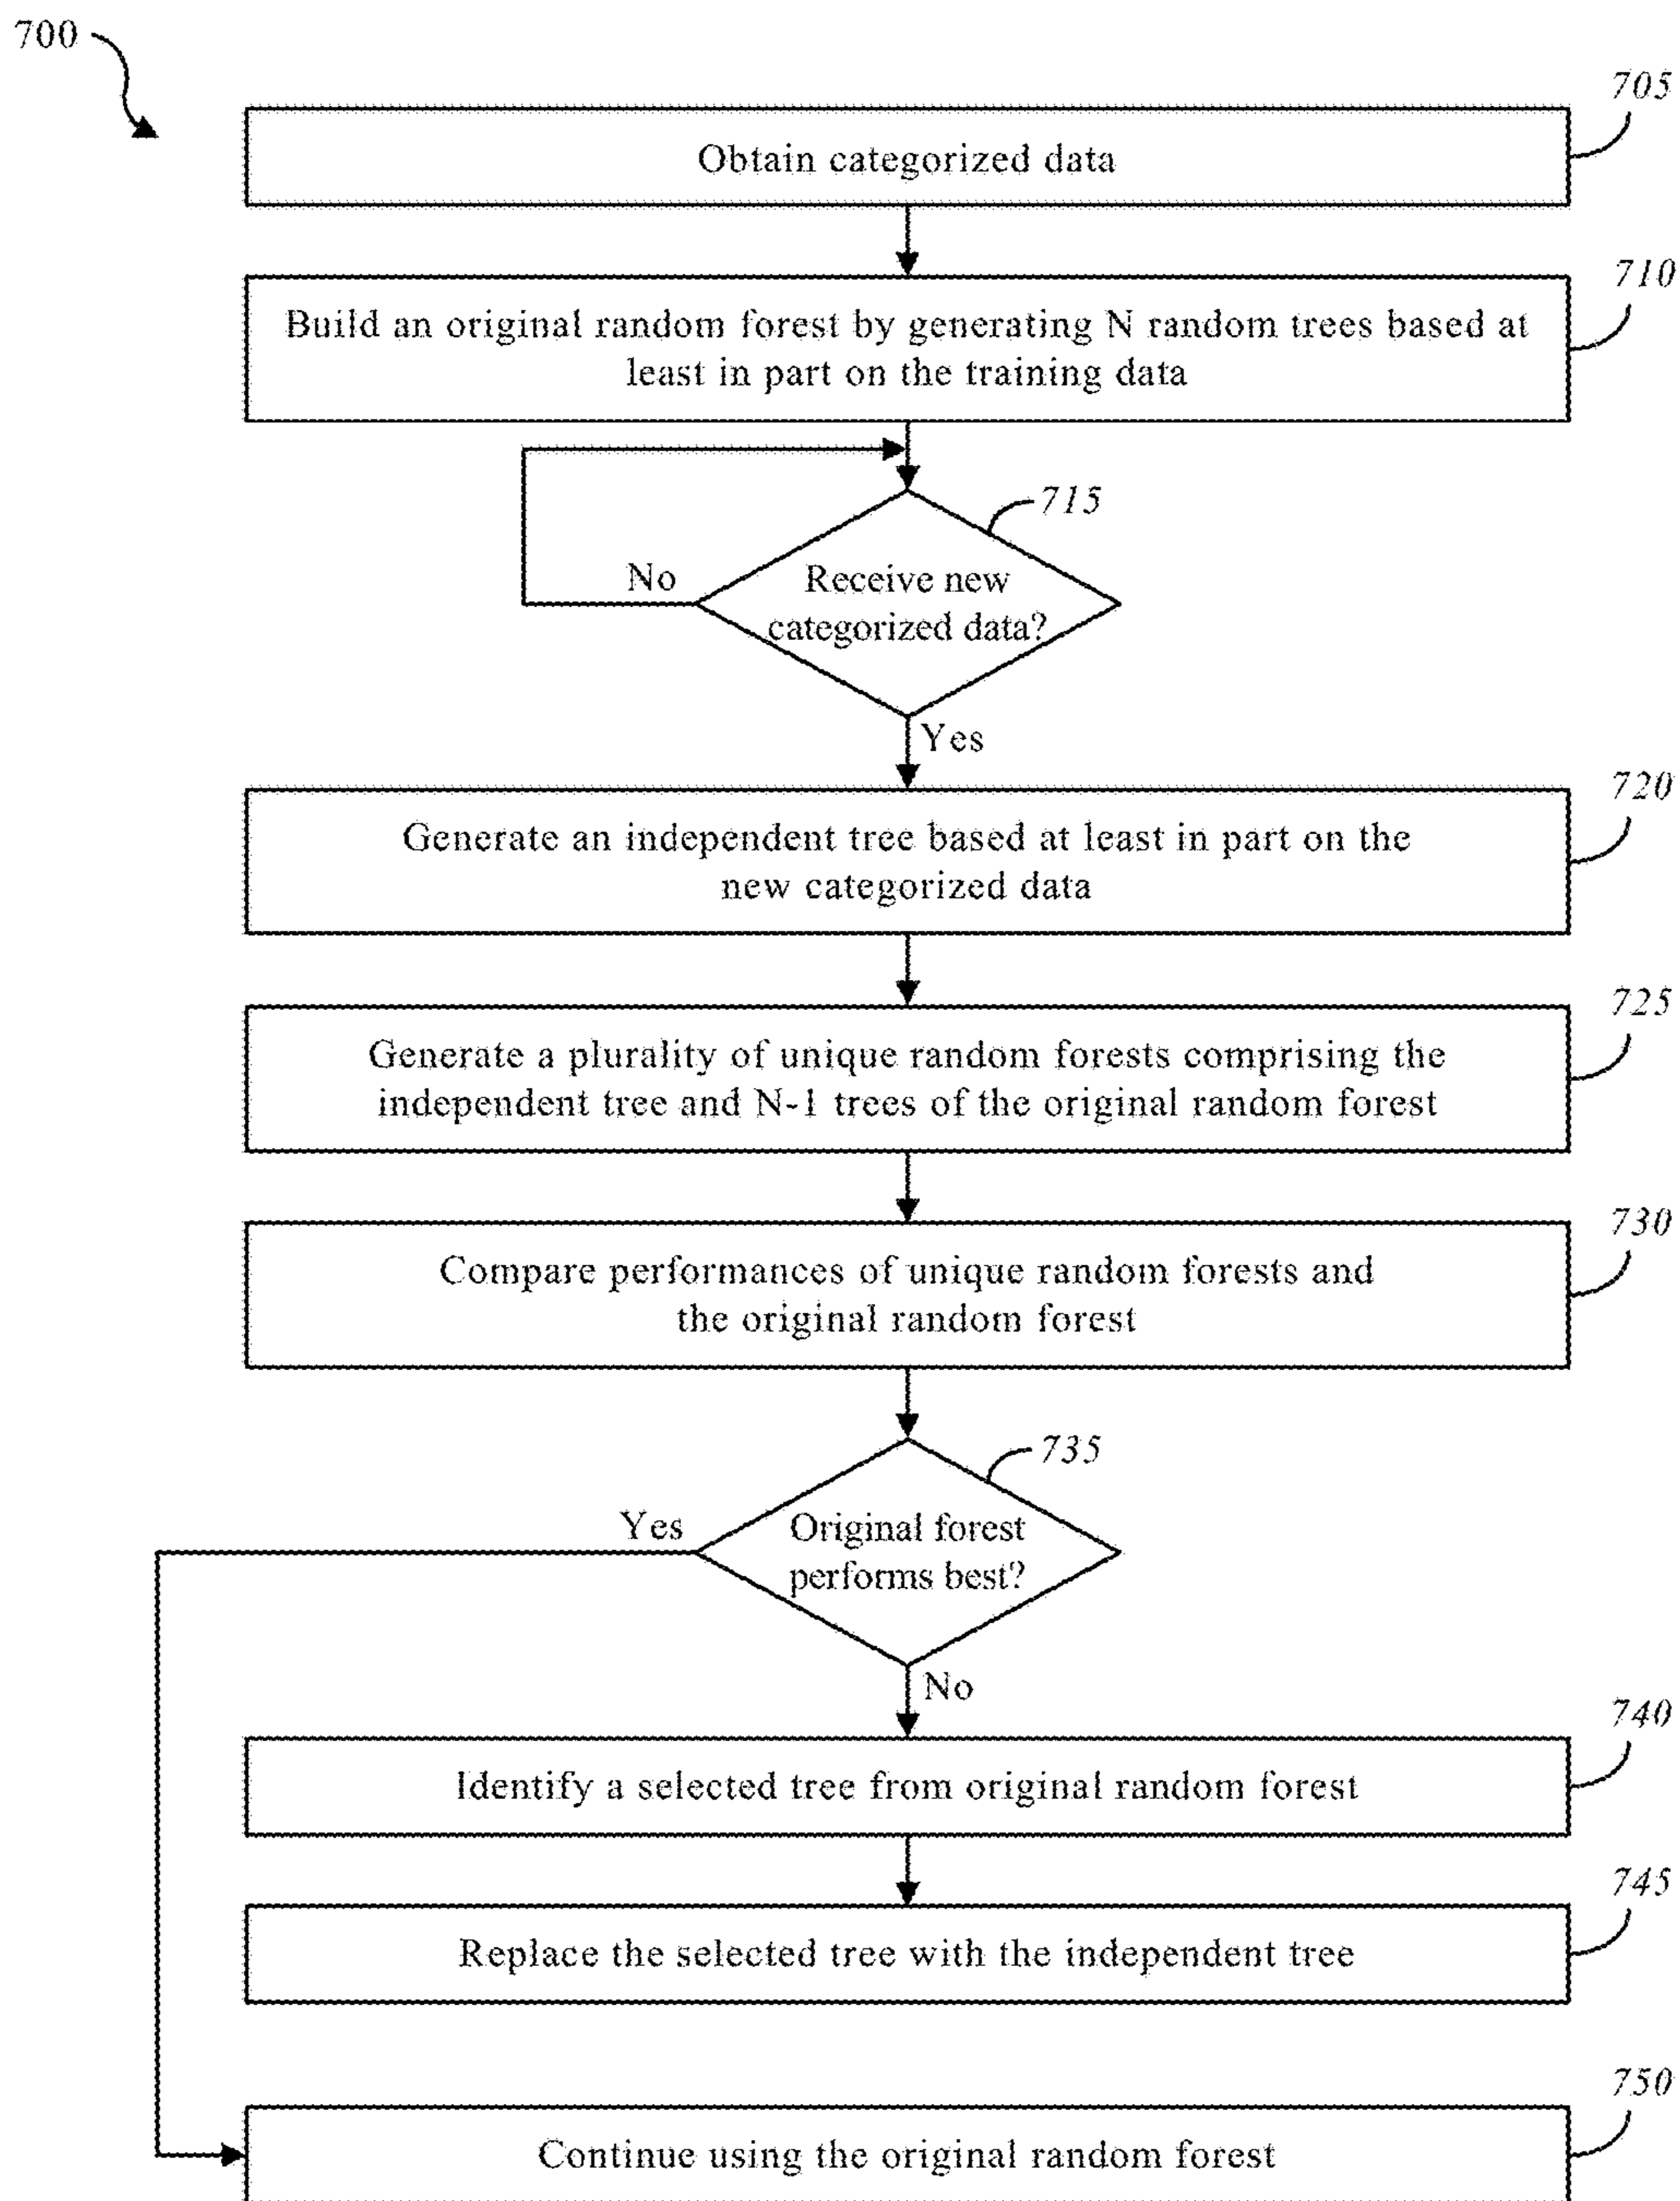 700
705
Obtain categorized data
710
Build an original random forest by generating N random trees based at
least in part on the training data
715
No
Receive new
categorized data?
Yes
720
Generate an independent tree based at least in part on the
new categorized data
725
Generate a plurality of unique random forests comprising the
independent tree and N-1 trees of the original random forest
730
Compare performances of unique random forests and
the original random forest
735
Yes
Original forest
performs best?
No
740
Identify a selected tree from original random forest
745
Replace the selected tree with the independent tree
750
Continue using the original random forest